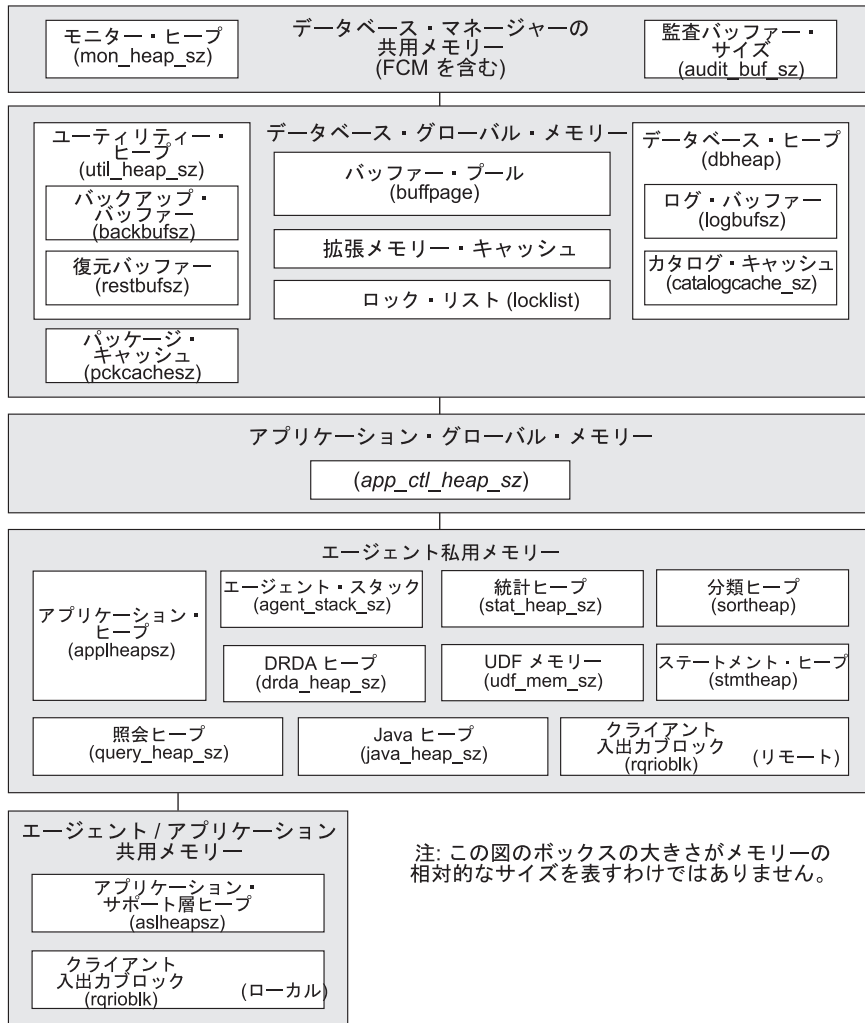 モニター・ヒープ
(mon_heap_sz)
データベース・マネージャーの
共用メモリー
(FCM を含む)
監査バッファー・
サイズ
(audit_buf_sz)
ユーティリティー・
ヒープ
(util_heap_sz)
バックアップ・
バッファー
(backbufsz)
復元バッファー
(restbufsz)
パッケージ・
キャッシュ
(pckcachesz)
データベース・グローバル・メモリー
バッファー・プール
(buffpage)
拡張メモリー・キャッシュ
ロック・リスト (locklist)
データベース・ヒープ
(dbheap)
ログ・バッファー
(logbufsz)
カタログ・キャッシュ
(catalogcache_sz)
アプリケーション・グローバル・メモリー
(app_ctl_heap_sz)
エージェント私用メモリー
アプリケーション・
ヒープ
(applheapsz)
エージェント・スタック
(agent_stack_sz)
統計ヒープ
(stat_heap_sz)
分類ヒープ
(sortheap)
DRDA ヒープ
(drda_heap_sz)
UDF メモリー
(udf_mem_sz)
ステートメント・ヒープ
(stmtheap)
照会ヒープ
(query_heap_sz)
Java ヒープ
(java_heap_sz)
クライアント
入出力ブロック
(rqrioblk)
(リモート)
エージェント / アプリケーション
共用メモリー
アプリケーション・
サポート層ヒープ
(aslheapsz)
クライアント
入出力ブロック
(rqrioblk)
(ローカル)
注: この図のボックスの大きさがメモリーの
相対的なサイズを表すわけではありません。